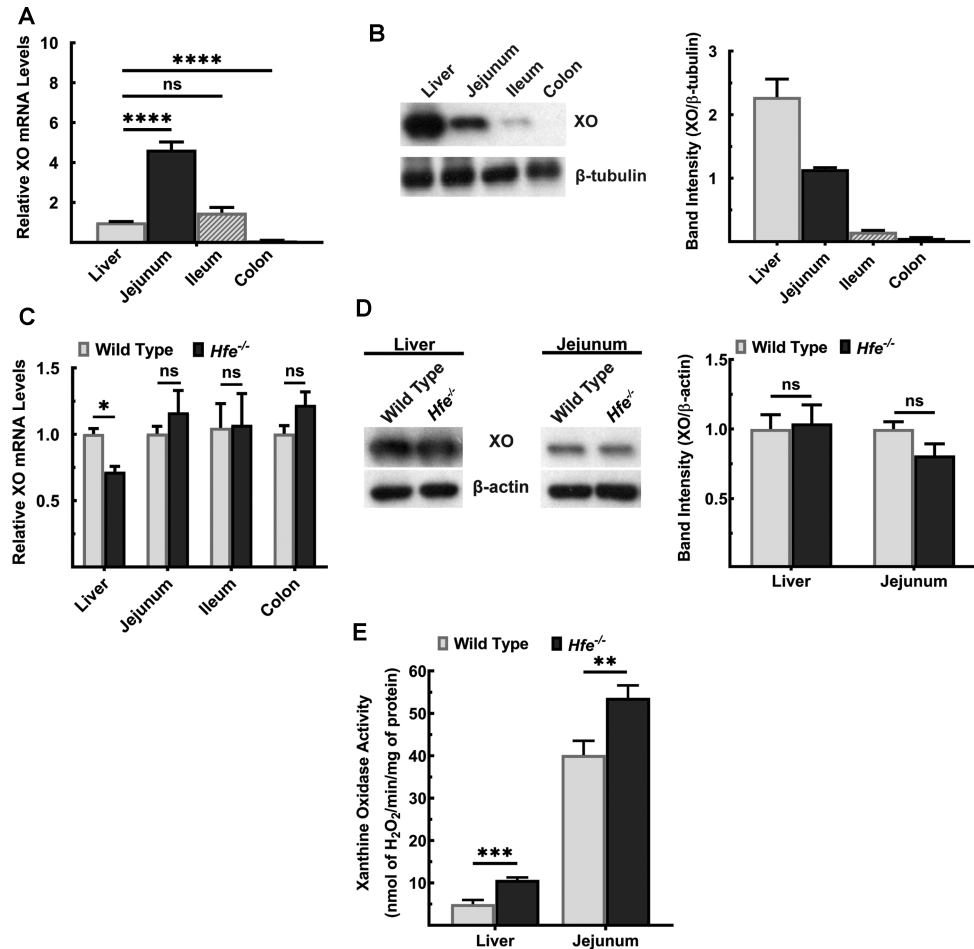 A
Relative XO mRNA Levels
10
8
6
4
2
****
ns
****
Liver
Jejunum
Ileum
Colon
B
Liver
Jejunum
Ileum
Colon
XO
β-tubulin
Band Intensity (XO/β-tubulin)
3
2
1
Liver
Jejunum
Ileum
Colon
C
Wild Type
Hfe-/-
Relative XO mRNA Levels
1.5
1.0
0.5
*
ns
ns
ns
Liver
Jejunum
Ileum
Colon
D
Liver
Jejunum
Wild Type
Hfe-/-
Wild Type
Hfe-/-
XO
β-actin
Wild Type
Hfe-/-
Band Intensity (XO/β-actin)
1.5
1.0
0.5
ns
ns
Liver
Jejunum
E
Wild Type
Hfe-/-
Xanthine Oxidase Activity
(nmol of H2O2/min/mg of protein)
60
50
40
30
20
10
***
**
Liver
Jejunum